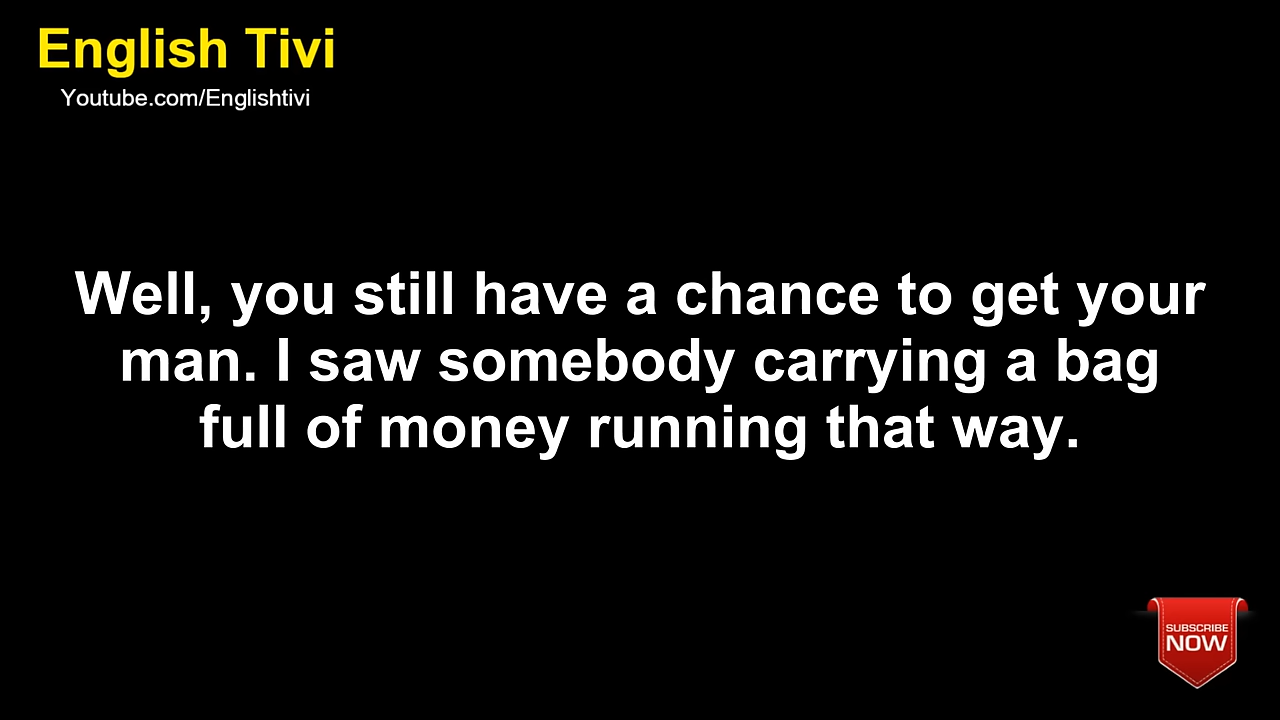 English Tivi
Youtube.com/Englishtivi
Well, you still have a chance to get your
man. I saw somebody carrying a bag
full of money running that way.
SUBSCRIBE
NOW